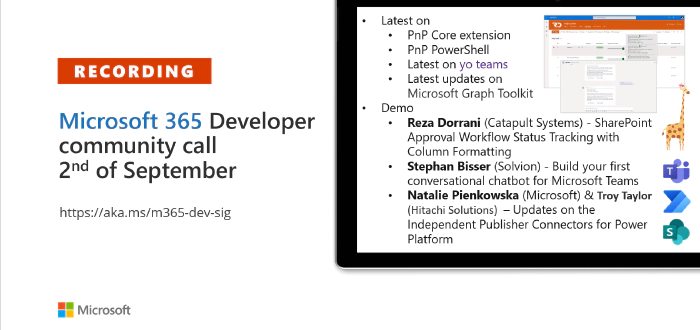 RECORDING
Microsoft 365 Developer
community call
2nd of September
https://aka.ms/m365-dev-sig
Microsoft
• Latest on
• PnP Core extension
• PnP PowerShell
• Latest on yo teams
• Latest updates on
Microsoft Graph Toolkit
• Demo
• Reza Dorrani (Catapult Systems) - SharePoint
Approval Workflow Status Tracking with
Column Formatting
• Stephan Bisser (Solvion) - Build your first
conversational chatbot for Microsoft Teams
• Natalie Pienkowska (Microsoft) & Troy Taylor
(Hitachi Solutions) – Updates on the
Independent Publisher Connectors for Power
Platform